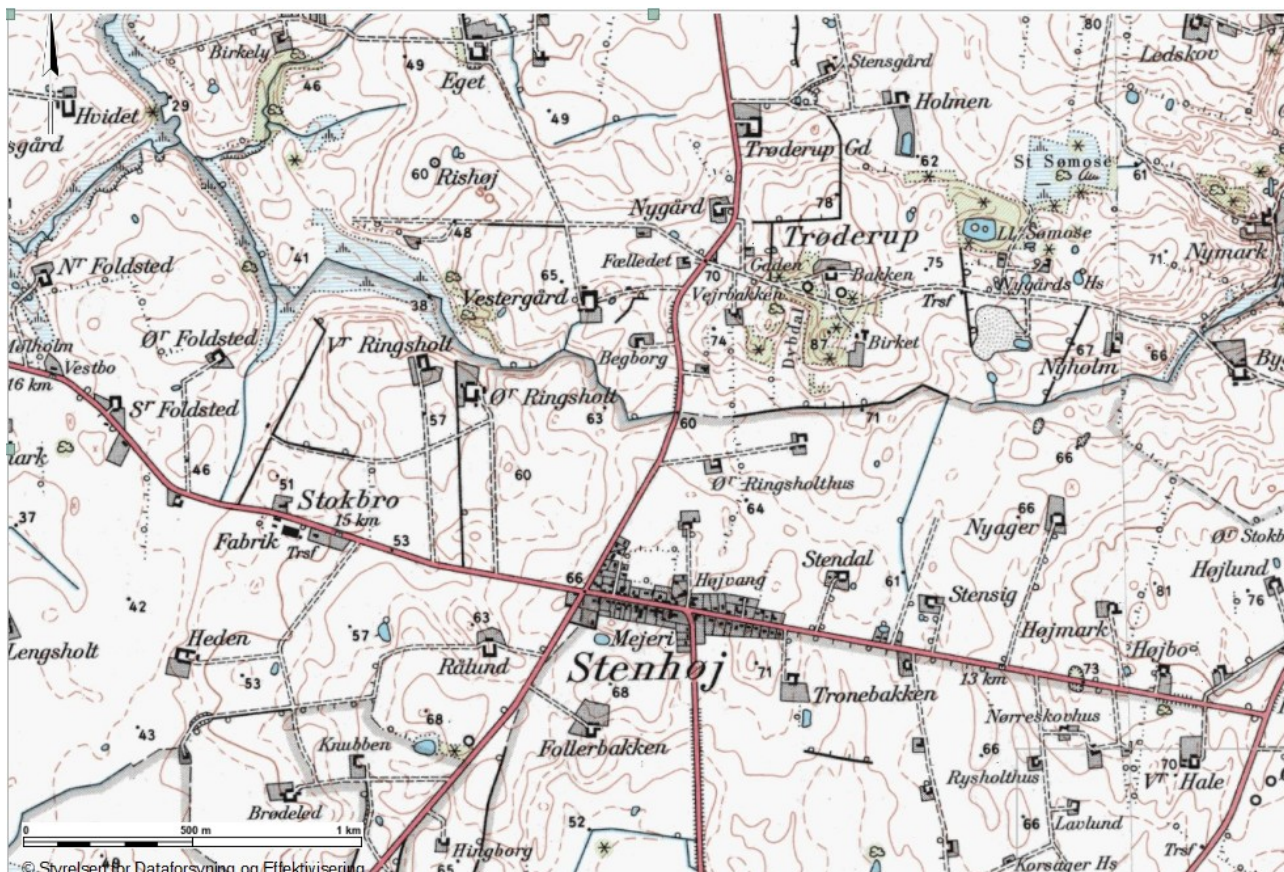 80
Ledskov
Birkely
49
Eget
46
Stensgård
Holmen
Hvidet
29
sgård
49
Trøderup Gd
62
St Sømose
61
60
Rishøj
Nygård
78
Trøderup
Ll. Sømose
Nymark
48
Fælledet
70
Gaden
Bakken
75
71
Nr Foldsted
41
65
Vestergård
Vejrbakken
Trsf
Nygårds Hs
38
Dybdal
Mølholm
Vestbo
Ør Foldsted
Vr Ringsholt
Begborg
74
87
Birket
67
66
Nyholm
By
16 km
Sr Foldsted
Ør Ringsholt
57
63
60
71
66
46
60
Ør Ringsholthus
51
Stokbro
15 km
64
66
Nyager
37
Fabrik
Trsf
53
Ør Stokb
66
Højvang
Stendal
61
Højlund
76
42
57
63
Mejeri
Stensig
81
Højmark
Heden
Rålund
Stenhøj
71
13 km
73
Højbo
Lengsholt
53
68
Tronebakken
43
68
Follerbakken
Nørreskovhus
66
Knubben
Rysholthus
70
Vr Hale
Brødeled
52
66
Lavlund
0
500 m
1 km
Hingborg
65
Trsf
Korsager Hs
© Styrelsen for Dataforsyning og Effektivisering